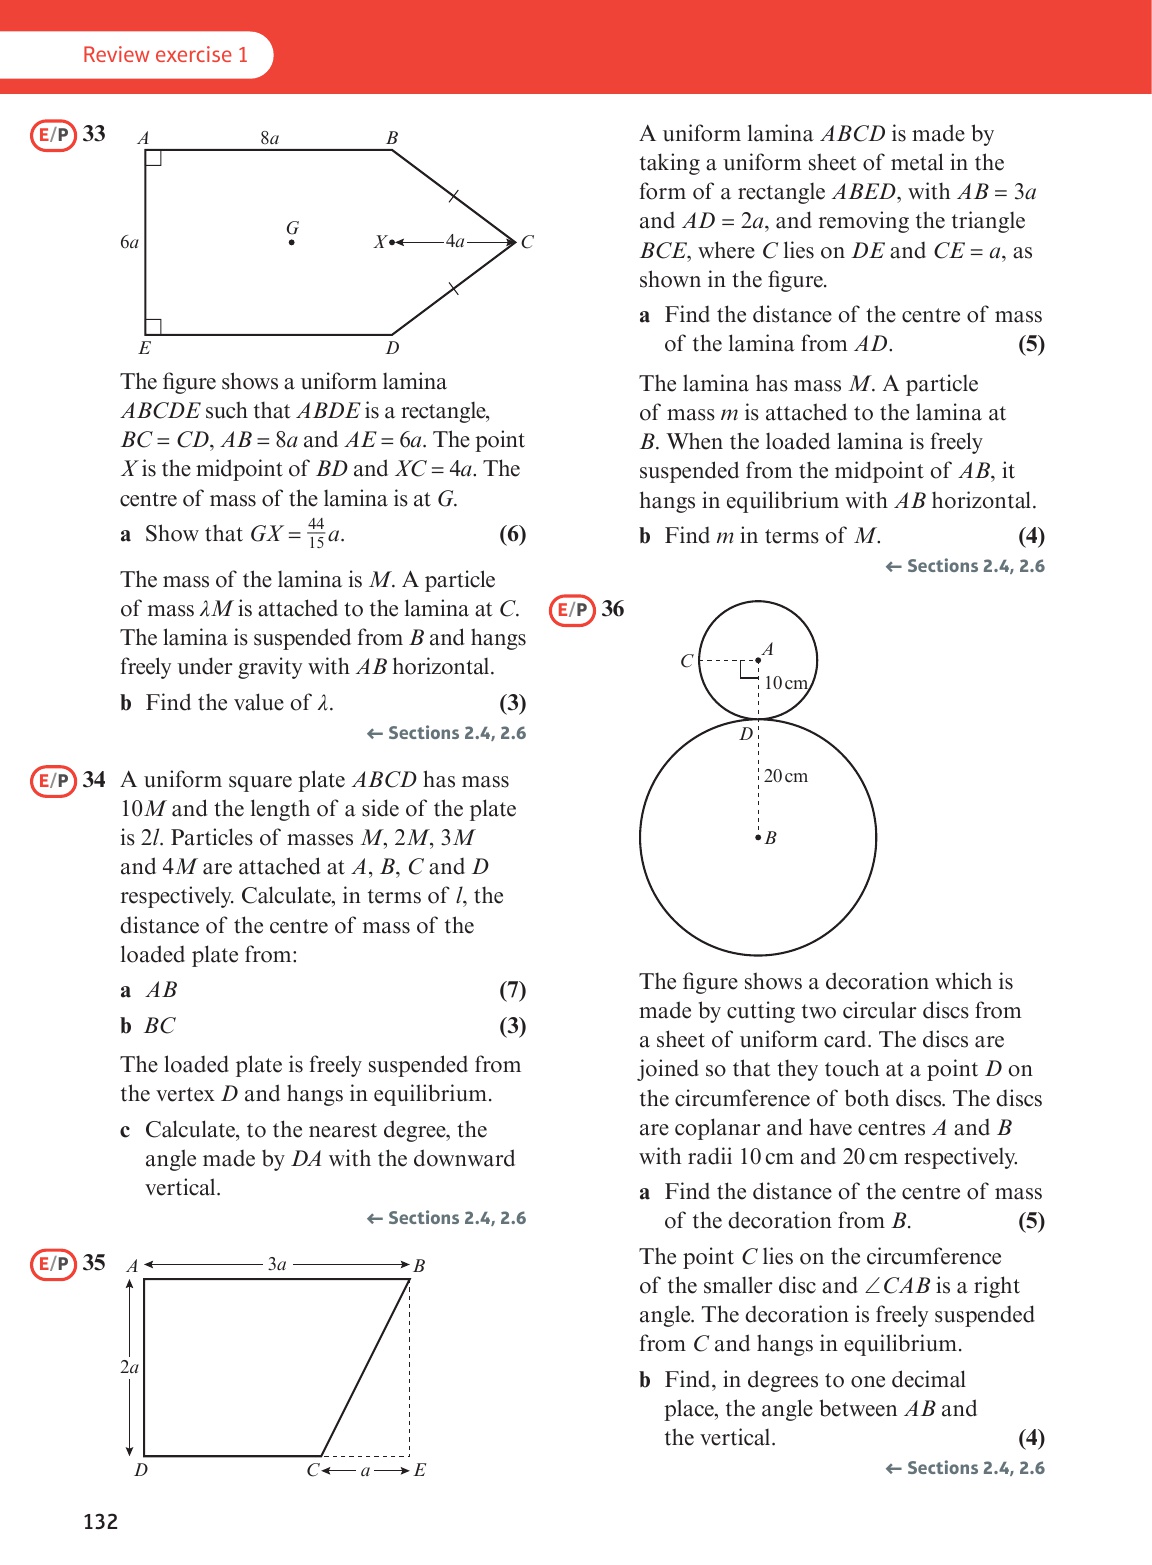 Review exercise 1
E/P 33
A 8a B
6a G X 4a C
E D
The figure shows a uniform lamina
ABCDE such that ABDE is a rectangle,
BC = CD, AB = 8a and AE = 6a. The point
X is the midpoint of BD and XC = 4a. The
centre of mass of the lamina is at G.
a Show that GX = 44/15 a. (6)
The mass of the lamina is M. A particle
of mass λM is attached to the lamina at C.
The lamina is suspended from B and hangs
freely under gravity with AB horizontal.
b Find the value of λ. (3)
← Sections 2.4, 2.6
E/P 34 A uniform square plate ABCD has mass
10M and the length of a side of the plate
is 2l. Particles of masses M, 2M, 3M
and 4M are attached at A, B, C and D
respectively. Calculate, in terms of l, the
distance of the centre of mass of the
loaded plate from:
a AB (7)
b BC (3)
The loaded plate is freely suspended from
the vertex D and hangs in equilibrium.
c Calculate, to the nearest degree, the
angle made by DA with the downward
vertical.
← Sections 2.4, 2.6
E/P 35 A 3a B
2a
D C a E
A uniform lamina ABCD is made by
taking a uniform sheet of metal in the
form of a rectangle ABED, with AB = 3a
and AD = 2a, and removing the triangle
BCE, where C lies on DE and CE = a, as
shown in the figure.
a Find the distance of the centre of mass
of the lamina from AD. (5)
The lamina has mass M. A particle
of mass m is attached to the lamina at
B. When the loaded lamina is freely
suspended from the midpoint of AB, it
hangs in equilibrium with AB horizontal.
b Find m in terms of M. (4)
← Sections 2.4, 2.6
E/P 36
A
C
10 cm
D
20 cm
B
The figure shows a decoration which is
made by cutting two circular discs from
a sheet of uniform card. The discs are
joined so that they touch at a point D on
the circumference of both discs. The discs
are coplanar and have centres A and B
with radii 10 cm and 20 cm respectively.
a Find the distance of the centre of mass
of the decoration from B. (5)
The point C lies on the circumference
of the smaller disc and ∠CAB is a right
angle. The decoration is freely suspended
from C and hangs in equilibrium.
b Find, in degrees to one decimal
place, the angle between AB and
the vertical. (4)
← Sections 2.4, 2.6
132